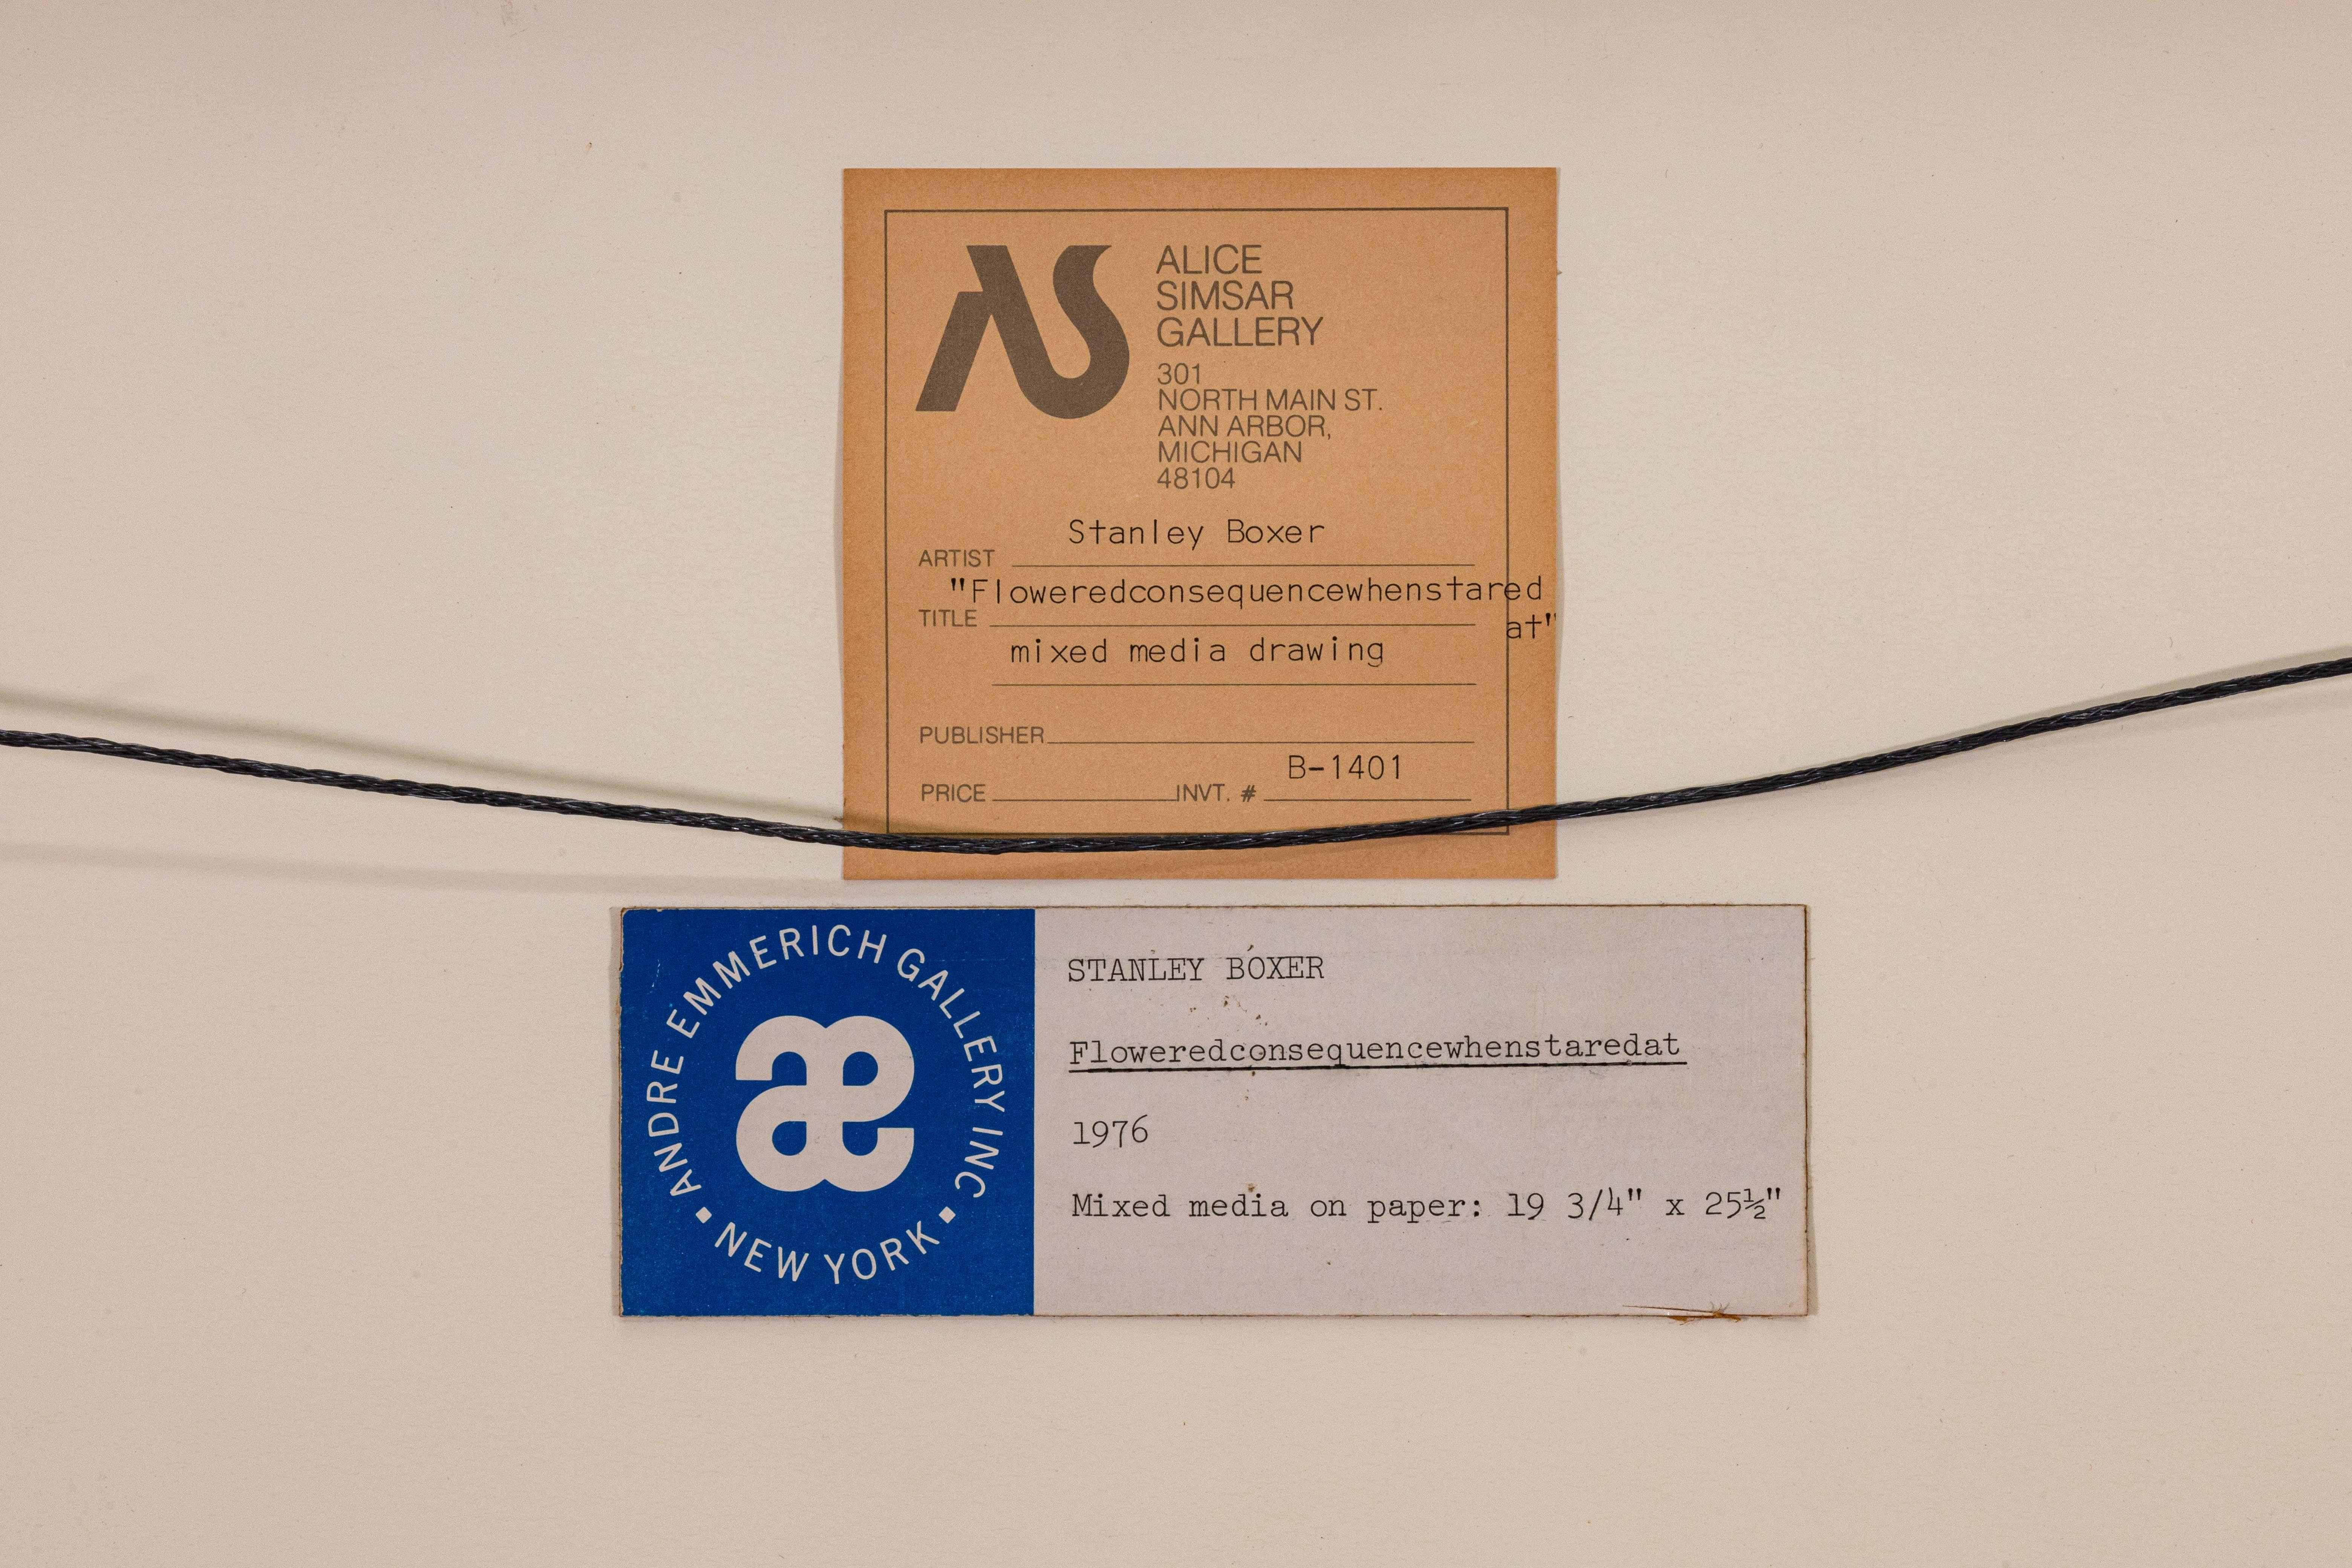 AS
ALICE
SIMSAR
GALLERY
301
NORTH MAIN ST.
ANN ARBOR,
MICHIGAN
48104
Stanley Boxer
ARTIST
"Floweredconsequencewhenstared
TITLE
at"
mixed media drawing
PUBLISHER
B-1401
PRICE INVT. #
ANDRE EMMERICH GALLERY INC
• NEW YORK •
ae
STANLEY BOXER
Floweredconsequencewhenstaredat
1976
Mixed media on paper: 19 3/4" x 25½"